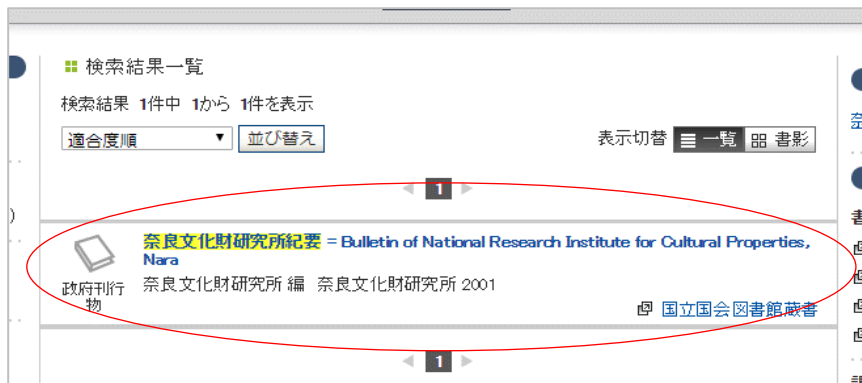 検索結果一覧
検索結果 1件中 1から 1件を表示
適合度順 並び替え 表示切替 一覧 書影
1
奈良文化財研究所紀要 = Bulletin of National Research Institute for Cultural Properties,
Nara
奈良文化財研究所 編 奈良文化財研究所 2001
政府刊行
物
国立国会図書館蔵書
1